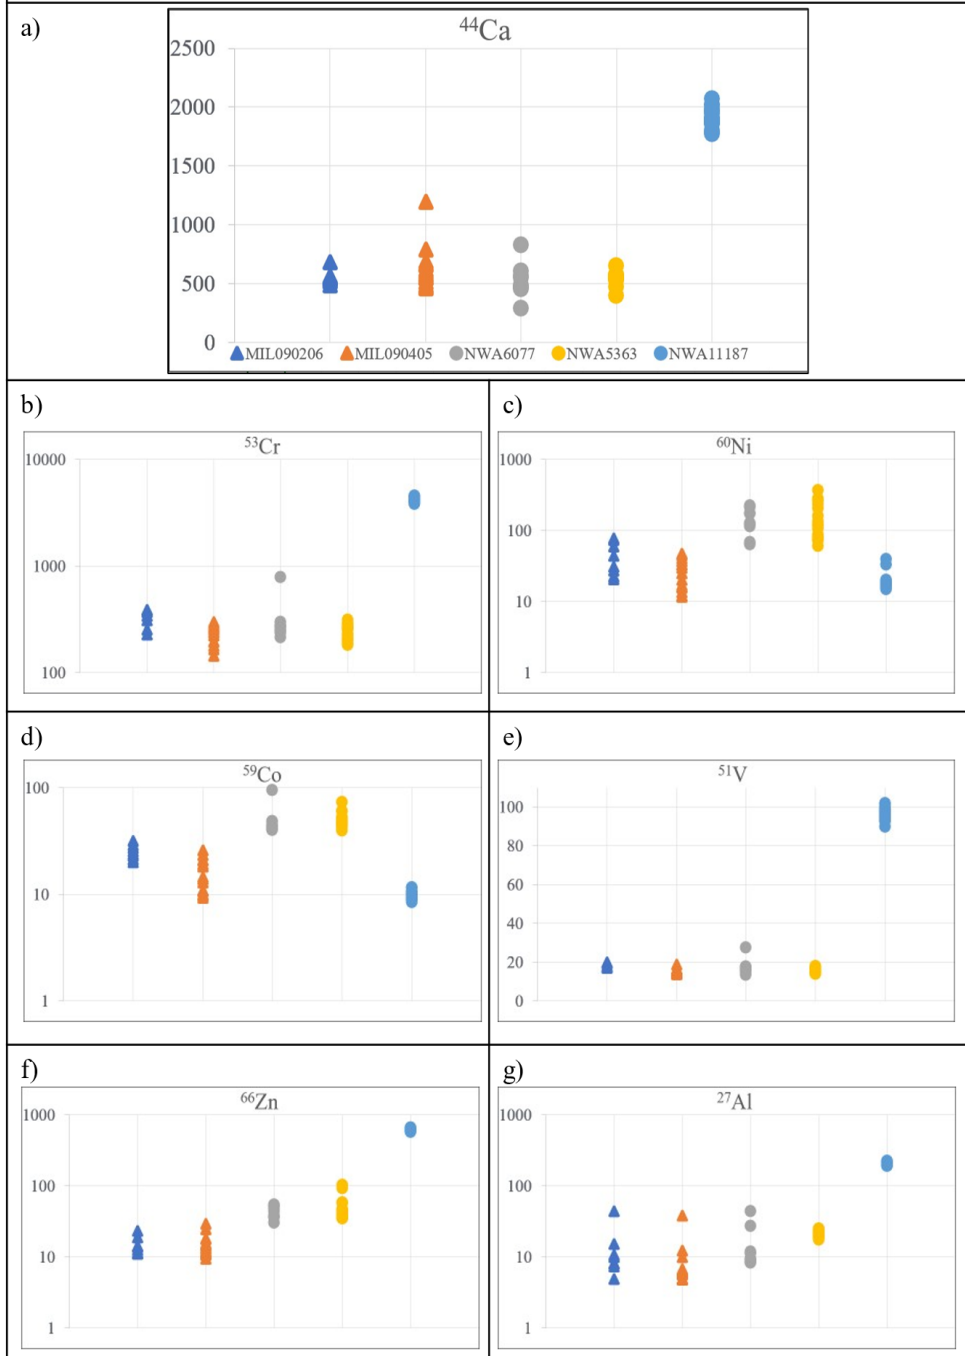 a)
⁴⁴Ca
2500
2000
1500
1000
500
0
MIL090206 MIL090405 NWA6077 NWA5363 NWA11187
b)
⁵³Cr
10000
1000
100
c)
⁶⁰Ni
1000
100
10
1
d)
⁵⁹Co
100
10
1
e)
⁵¹V
100
80
60
40
20
0
f)
⁶⁶Zn
1000
100
10
1
g)
²⁷Al
1000
100
10
1